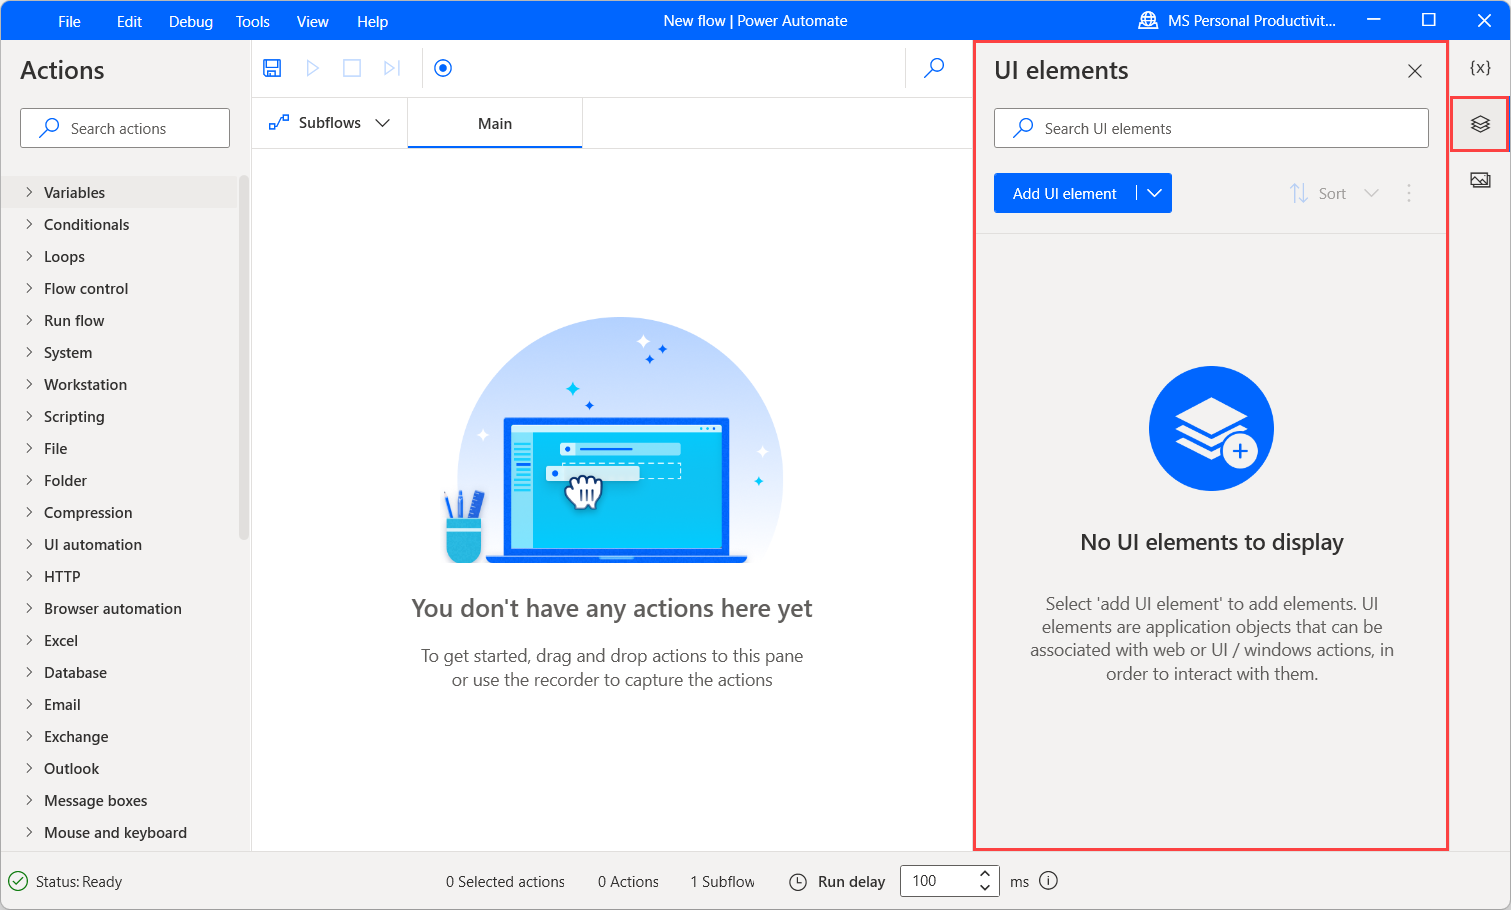 File Edit Debug Tools View Help New flow | Power Automate MS Personal Productivit...
Actions
Search actions
Variables
Conditionals
Loops
Flow control
Run flow
System
Workstation
Scripting
File
Folder
Compression
UI automation
HTTP
Browser automation
Excel
Database
Email
Exchange
Outlook
Message boxes
Mouse and keyboard
Subflows Main
You don't have any actions here yet
To get started, drag and drop actions to this pane
or use the recorder to capture the actions
UI elements
Search UI elements
Add UI element Sort
No UI elements to display
Select 'add UI element' to add elements. UI
elements are application objects that can be
associated with web or UI / windows actions, in
order to interact with them.
{x}
Status: Ready 0 Selected actions 0 Actions 1 Subflow Run delay 100 ms